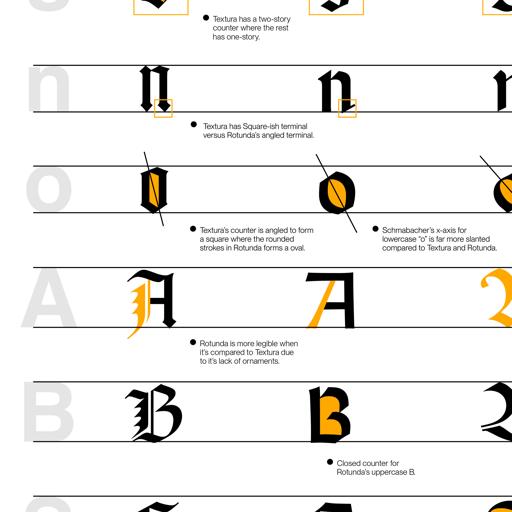 Textura has a two-story
counter where the rest
has one-story.
n n n
Textura has Square-ish terminal
versus Rotunda's angled terminal.
o o o
Textura's counter is angled to form
a square where the rounded
strokes in Rotunda forms a oval.
Schmabacher's x-axis for
lowercase "o" is far more slanted
compared to Textura and Rotunda.
A A A
Rotunda is more legible when
it's compared to Textura due
to it's lack of ornaments.
B B B
Closed counter for
Rotunda's uppercase B.